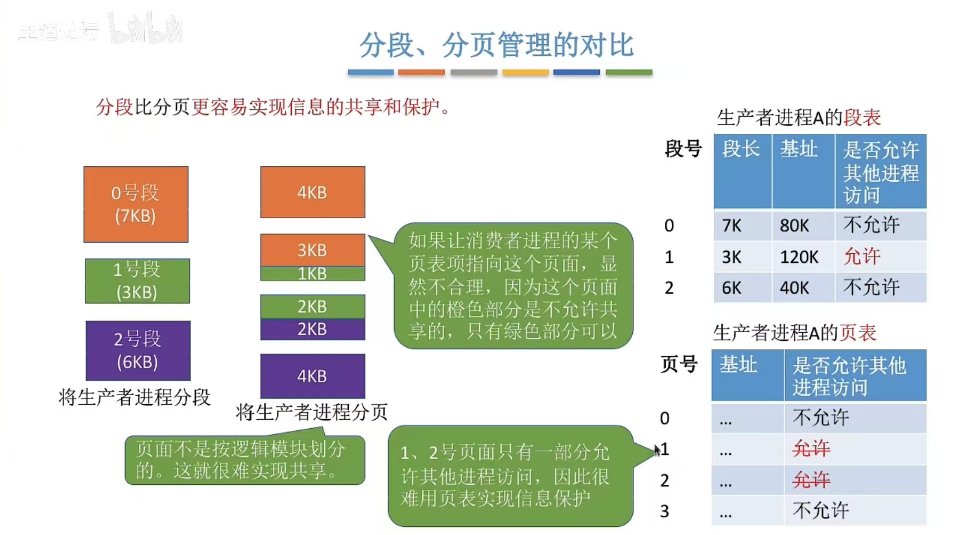 王道论坛 bilibili
分段、分页管理的对比
分段比分页更容易实现信息的共享和保护。
0号段
(7KB)
1号段
(3KB)
2号段
(6KB)
将生产者进程分段
4KB
3KB
1KB
2KB
2KB
4KB
将生产者进程分页
如果让消费者进程的某个
页表项指向这个页面，显
然不合理，因为这个页面
中的橙色部分是不允许共
享的，只有绿色部分可以
页面不是按逻辑模块划分
的。这就很难实现共享。
1、2号页面只有一部分允
许其他进程访问，因此很
难用页表实现信息保护
生产者进程A的段表
段号 段长 基址 是否允许
其他进程
访问
0 7K 80K 不允许
1 3K 120K 允许
2 6K 40K 不允许
生产者进程A的页表
页号 基址 是否允许其他
进程访问
0 ... 不允许
1 ... 允许
2 ... 允许
3 ... 不允许